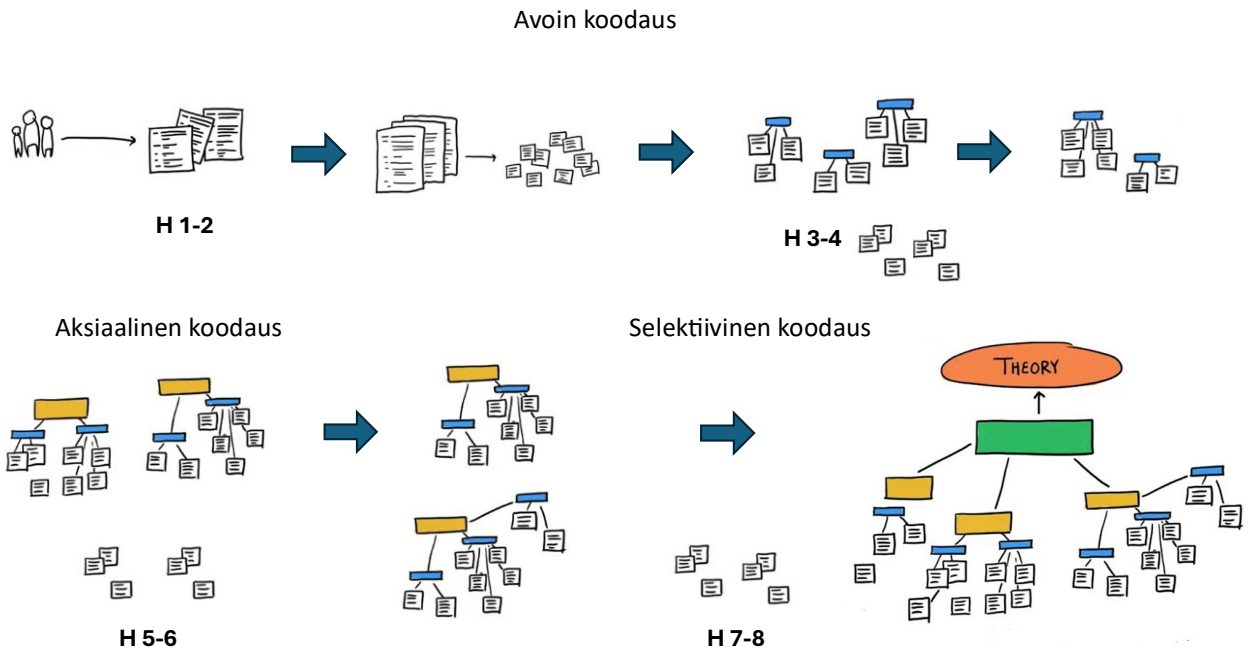 Avoin koodaus
H 1-2
H 3-4
Aksiaalinen koodaus
Selektiivinen koodaus
THEORY
H 5-6
H 7-8